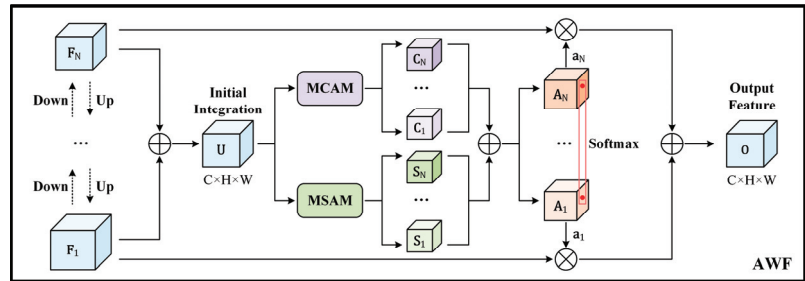 F_N
Down
Up
...
Down
Up
F_1
Initial
Integration
U
C×H×W
MCAM
MSAM
C_N
...
C_1
S_N
...
S_1
a_N
A_N
...
Softmax
A_1
a_1
Output
Feature
O
C×H×W
AWF